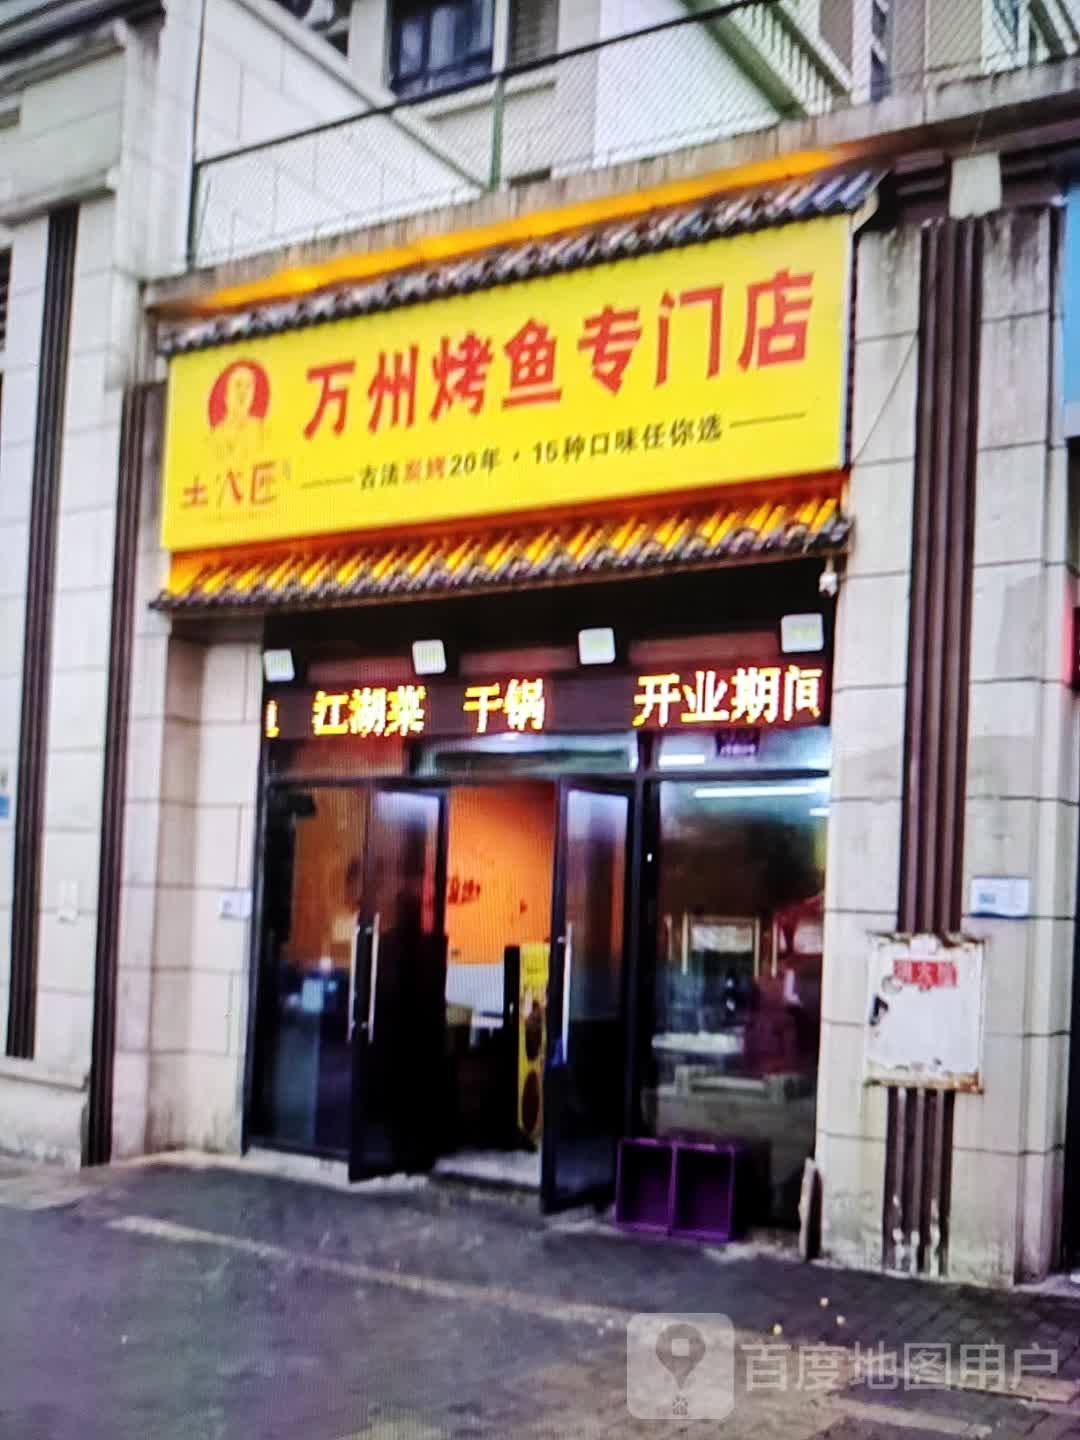 万州烤鱼专门店
土火匠
古法炭烤20年·15种口味任你选
江湖菜 干锅 开业期间
百度地图用户